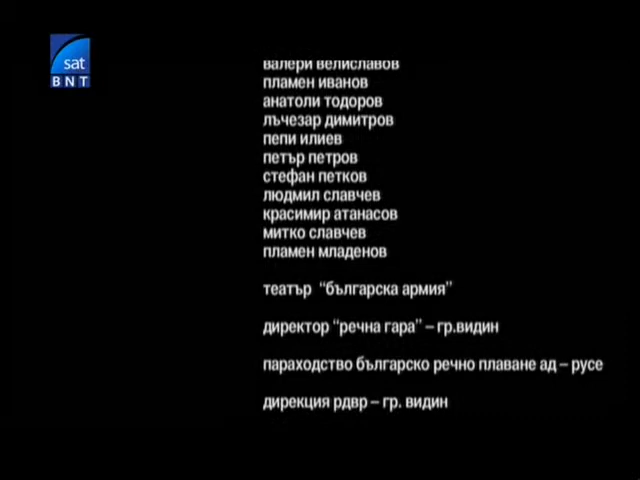 sat
BNT
валери велиславов
пламен иванов
анатоли тодоров
лъчезар димитров
пепи илиев
петър петров
стефан петков
людмил славчев
красимир атанасов
митко славчев
пламен младенов
театър "българска армия"
директор "речна гара" – гр.видин
параходство българско речно плаване ад – русе
дирекция рдвр – гр. видин